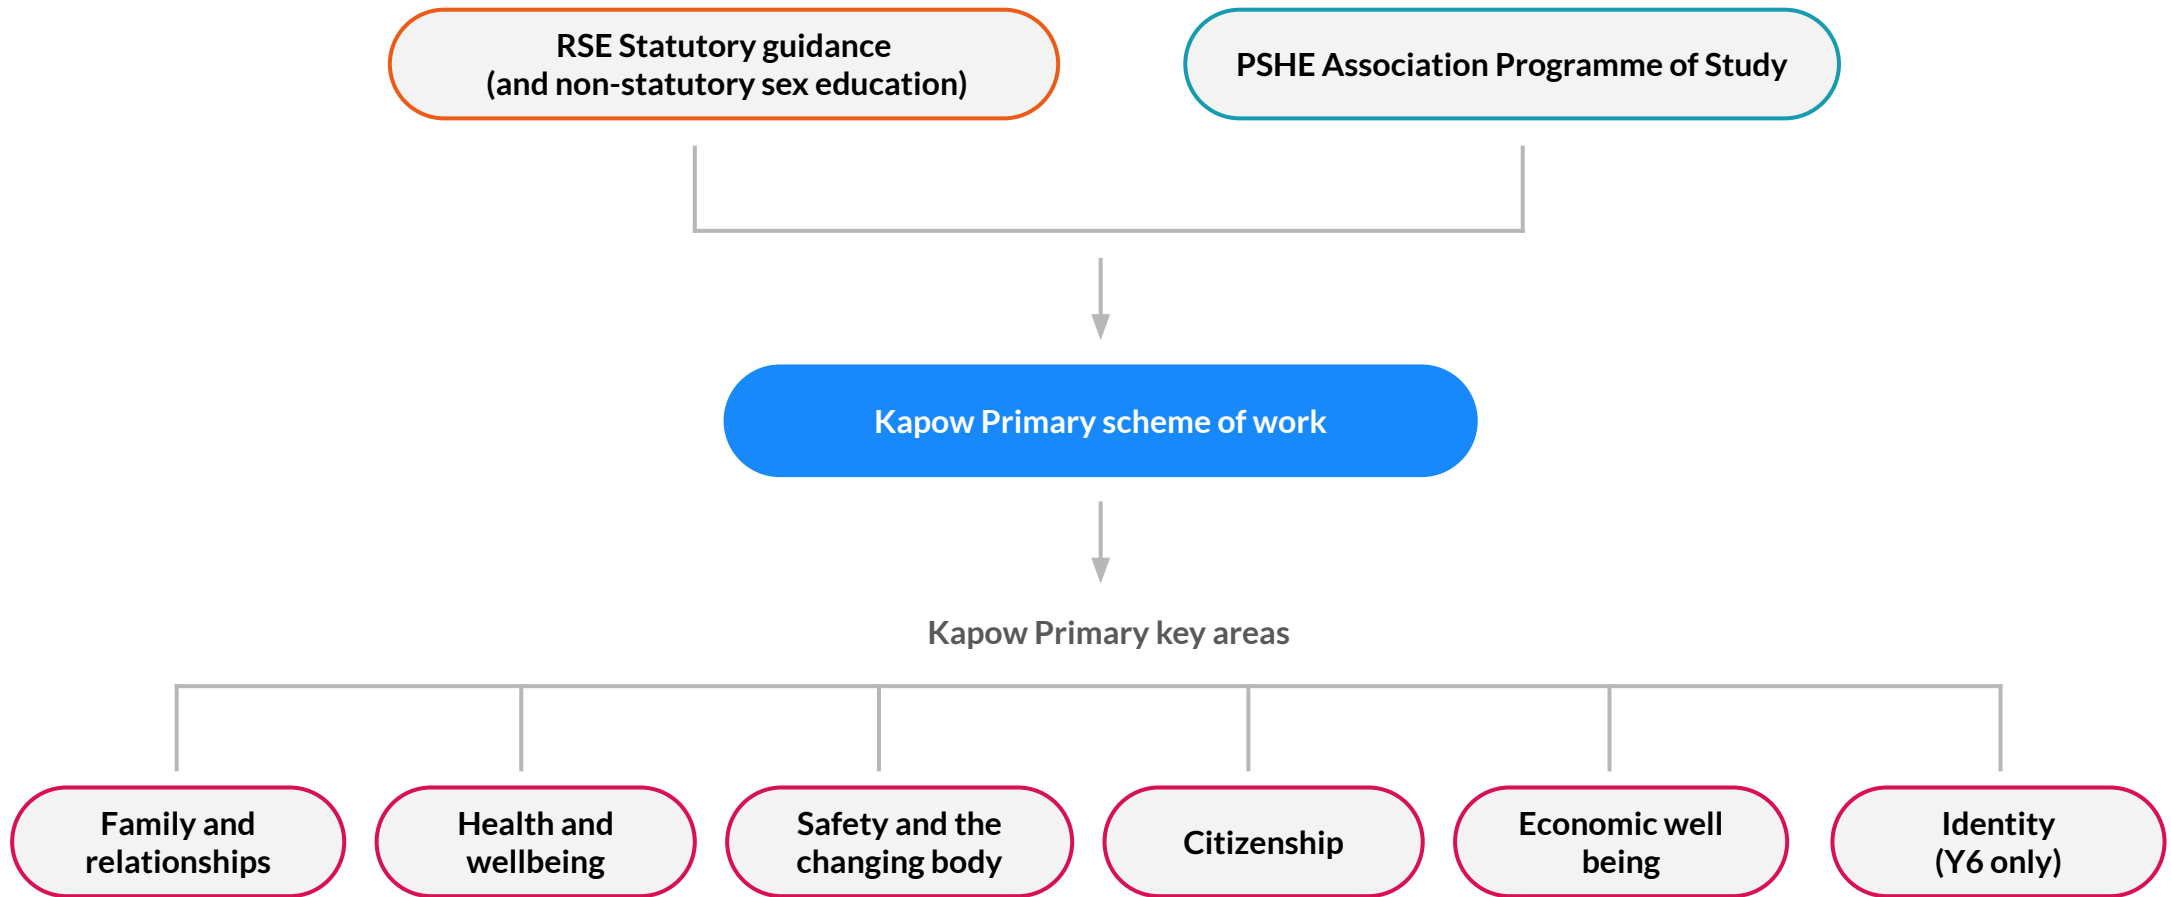 RSE Statutory guidance
(and non-statutory sex education)
PSHE Association Programme of Study
Kapow Primary scheme of work
Kapow Primary key areas
Family and
relationships
Health and
wellbeing
Safety and the
changing body
Citizenship
Economic well
being
Identity
(Y6 only)